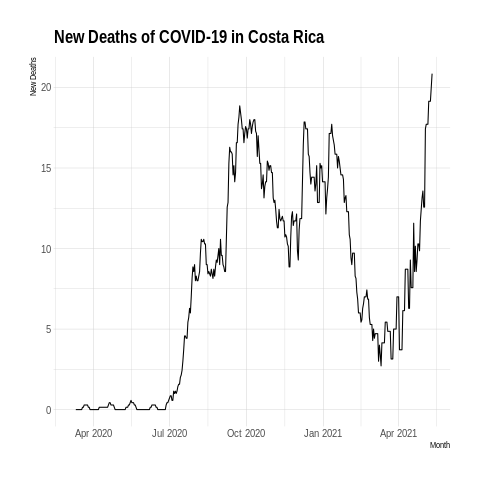 New Deaths of COVID-19 in Costa Rica
New Deaths
20
15
10
5
0
Apr 2020 Jul 2020 Oct 2020 Jan 2021 Apr 2021
Month